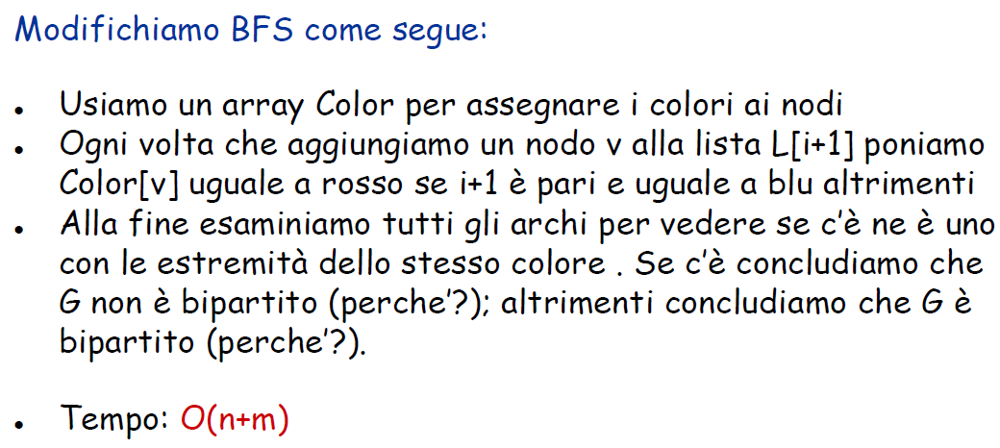 Modifichiamo BFS come segue:
• Usiamo un array Color per assegnare i colori ai nodi
• Ogni volta che aggiungiamo un nodo v alla lista L[i+1] poniamo
Color[v] uguale a rosso se i+1 è pari e uguale a blu altrimenti
• Alla fine esaminiamo tutti gli archi per vedere se c'è ne è uno
con le estremità dello stesso colore . Se c'è concludiamo che
G non è bipartito (perche'?); altrimenti concludiamo che G è
bipartito (perche'?).
• Tempo: O(n+m)